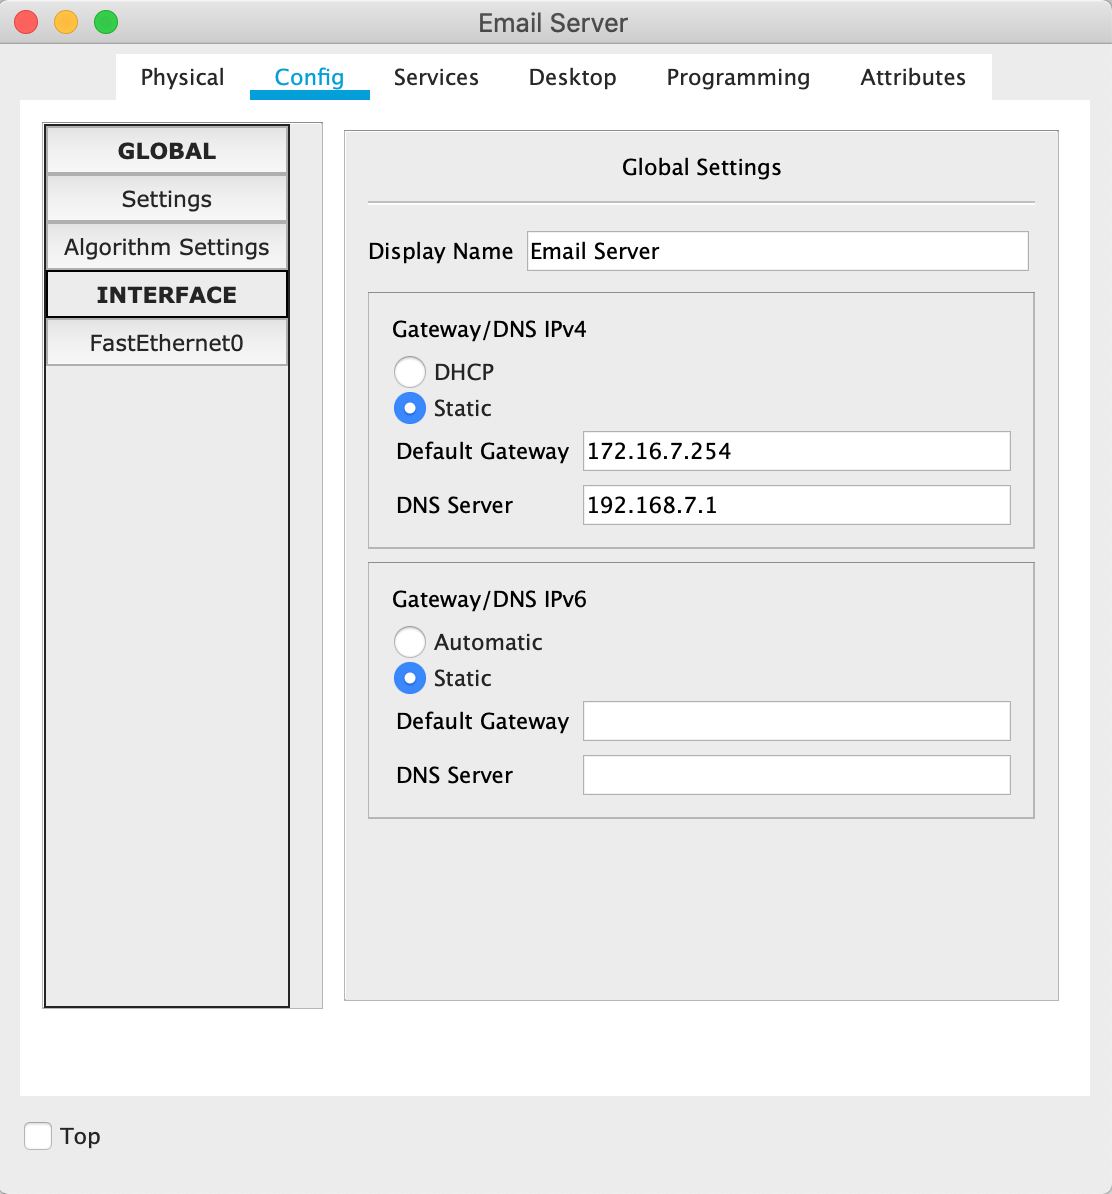 Email Server
Physical Config Services Desktop Programming Attributes
GLOBAL
Settings
Algorithm Settings
INTERFACE
FastEthernet0
Global Settings
Display Name Email Server
Gateway/DNS IPv4
DHCP
Static
Default Gateway 172.16.7.254
DNS Server 192.168.7.1
Gateway/DNS IPv6
Automatic
Static
Default Gateway
DNS Server
Top